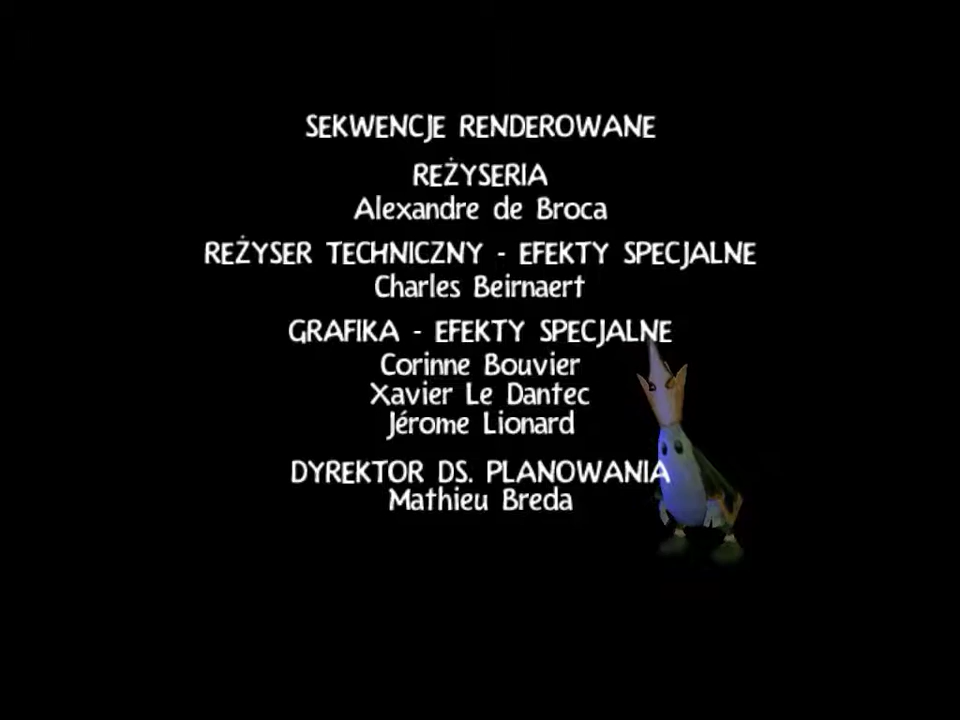 SEKWENCJE RENDEROWANE
REŻYSERIA
Alexandre de Broca
REŻYSER TECHNICZNY - EFEKTY SPECJALNE
Charles Beirnaert
GRAFIKA - EFEKTY SPECJALNE
Corinne Bouvier
Xavier Le Dantec
Jérome Lionard
DYREKTOR DS. PLANOWANIA
Mathieu Breda